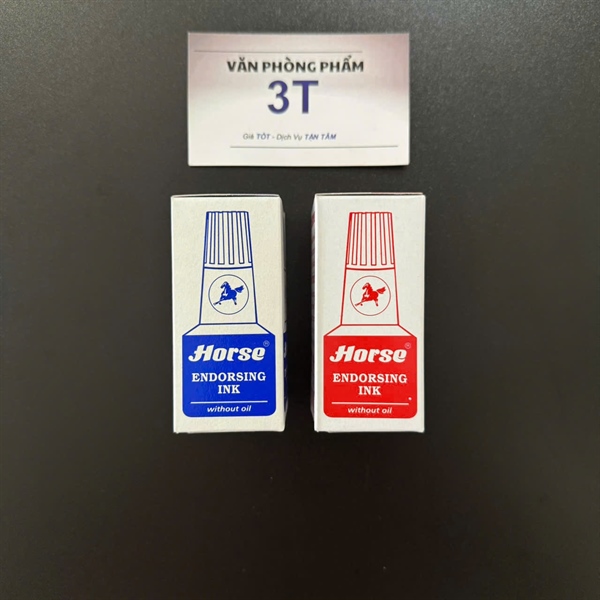 VĂN PHÒNG PHẨM
3T
Giá TỐT - Dịch Vụ TẬN TÂM
Horse®
ENDORSING
INK
without oil
Horse®
ENDORSING
INK
without oil